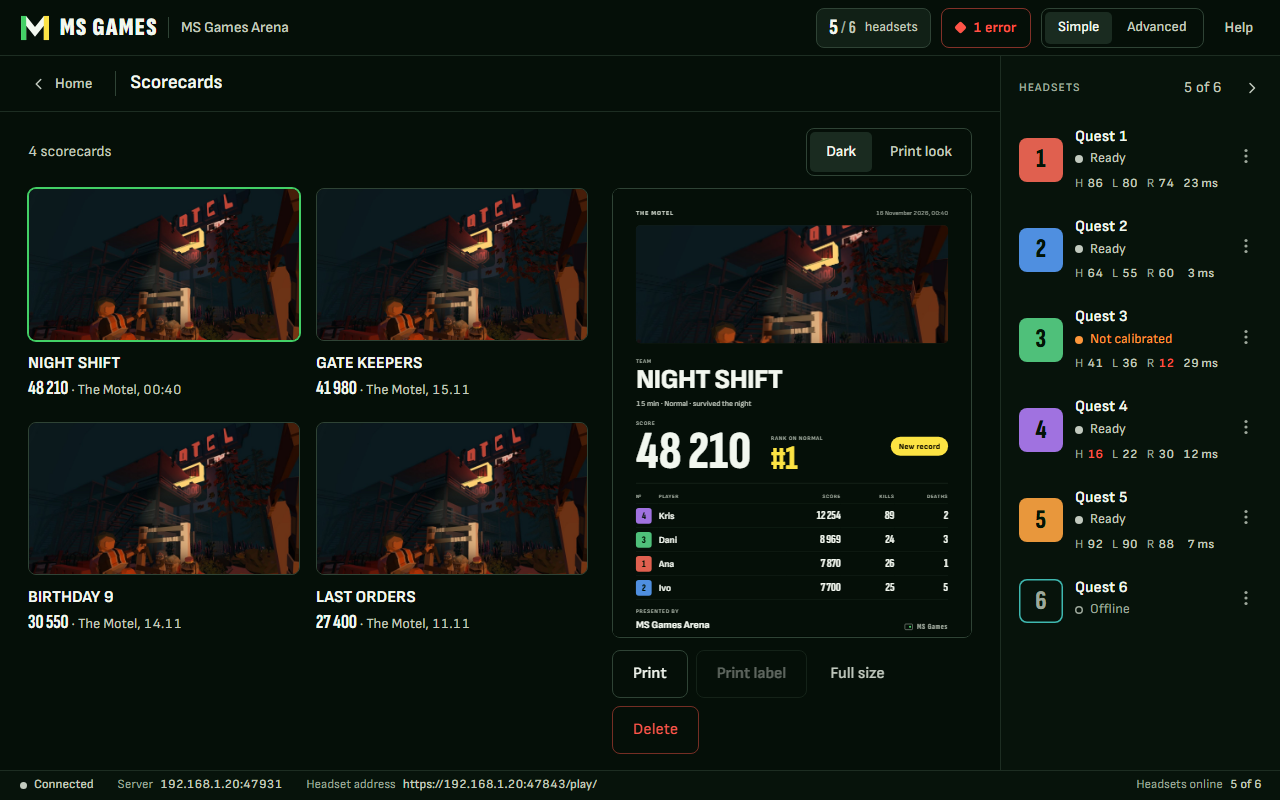 MS GAMES
MS Games Arena
5 / 6 headsets
1 error
Simple
Advanced
Help
Home
Scorecards
4 scorecards
Dark
Print look
NIGHT SHIFT
48 210 · The Motel, 00:40
GATE KEEPERS
41 980 · The Motel, 15.11
BIRTHDAY 9
30 550 · The Motel, 14.11
LAST ORDERS
27 400 · The Motel, 11.11
THE MOTEL
16 November 2026, 00:40
TEAM
NIGHT SHIFT
15 min · Normal · survived the night
SCORE
48 210
RANK ON NORMAL
#1
New record
Nº PLAYER SCORE KILLS DEATHS
4 Kris 12 254 89 2
3 Dani 8 969 24 3
1 Ana 7 870 26 1
2 Ivo 7 700 25 5
PRESENTED BY
MS Games Arena
MS Games
Print
Print label
Full size
Delete
HEADSETS
5 of 6
1
Quest 1
Ready
H 86 L 80 R 74 23 ms
2
Quest 2
Ready
H 64 L 55 R 60 3 ms
3
Quest 3
Not calibrated
H 41 L 36 R 12 29 ms
4
Quest 4
Ready
H 16 L 22 R 30 12 ms
5
Quest 5
Ready
H 92 L 90 R 88 7 ms
6
Quest 6
Offline
Connected
Server 192.168.1.20:47931
Headset address https://192.168.1.20:47843/play/
Headsets online 5 of 6